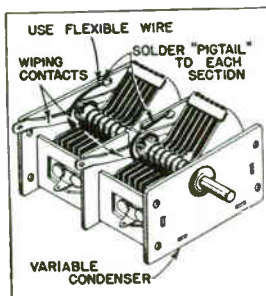 USE FLEXIBLE WIRE
SOLDER "PIGTAIL"
TO EACH
SECTION
WIPING
CONTACTS
VARIABLE
CONDENSER